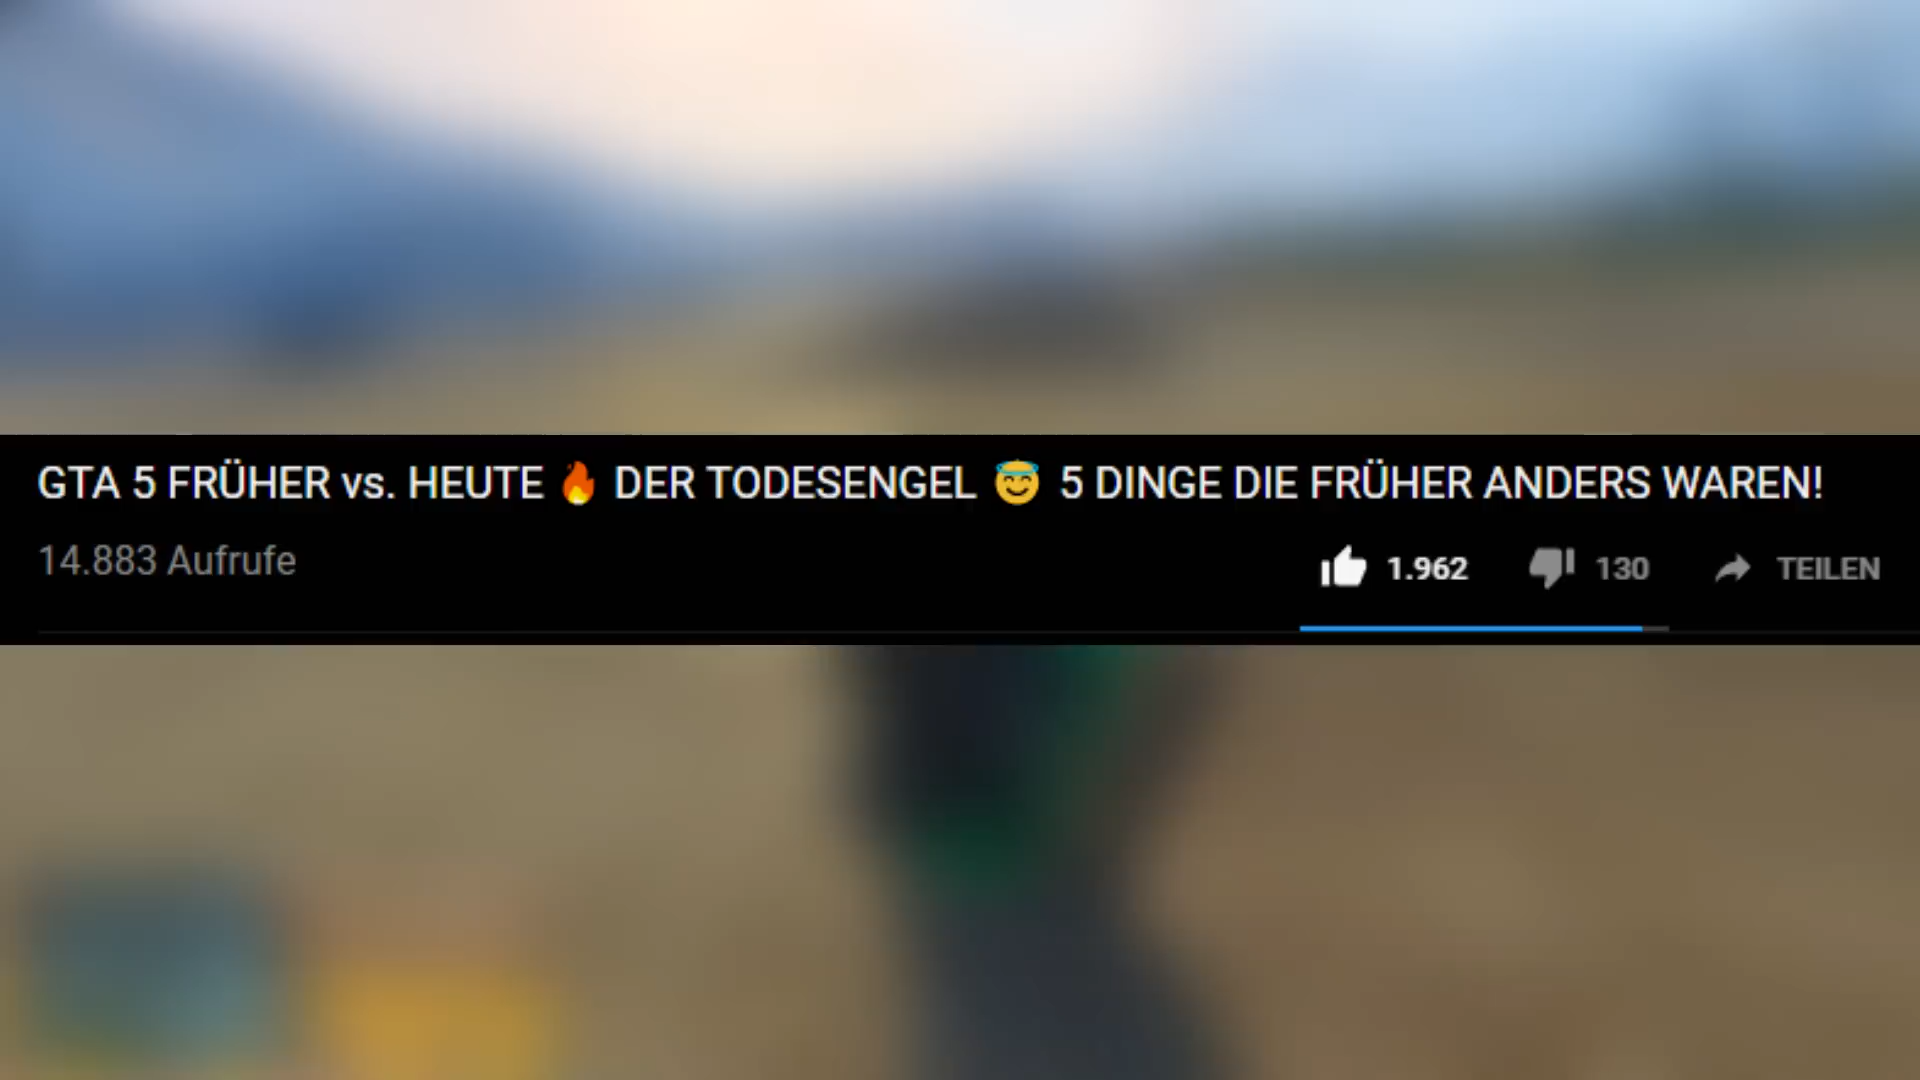 GTA 5 FRÜHER vs. HEUTE 🔥 DER TODESENGEL 😇 5 DINGE DIE FRÜHER ANDERS WAREN!
14.883 Aufrufe 1.962 130 TEILEN